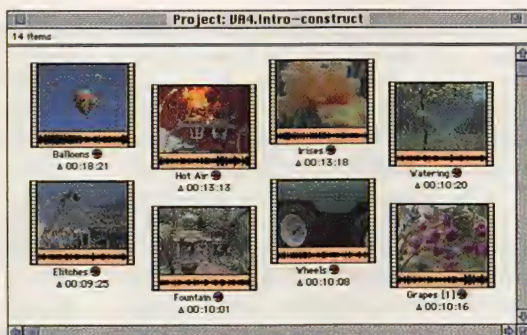 Project: VA4.Intro-construct
14 items
Balloons
Δ 00:18:21
Hot Air
Δ 00:13:13
Irises
Δ 00:13:18
Watering
Δ 00:10:20
Elitches
Δ 00:09:25
Fountain
Δ 00:10:01
Wheels
Δ 00:10:08
Grapes [1]
Δ 00:10:16